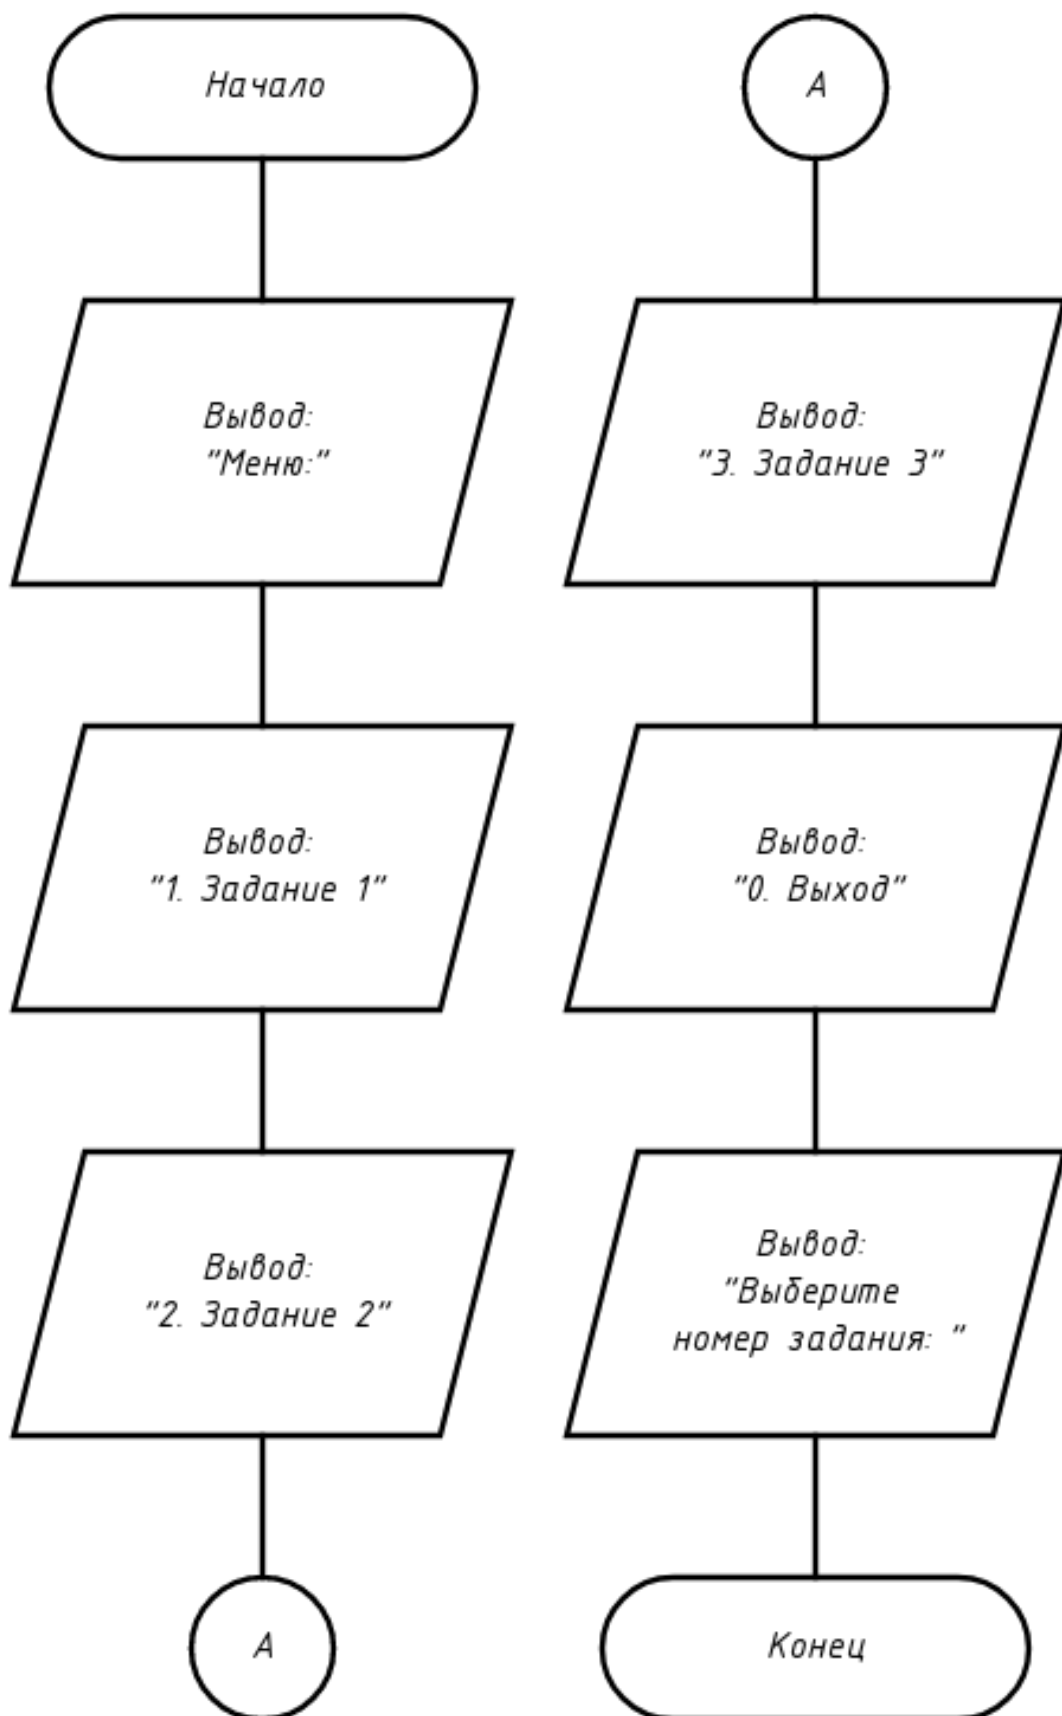 Начало
Вывод:
"Меню:"
Вывод:
"1. Задание 1"
Вывод:
"2. Задание 2"
А
А
Вывод:
"3. Задание 3"
Вывод:
"0. Выход"
Вывод:
"Выберите
номер задания: "
Конец